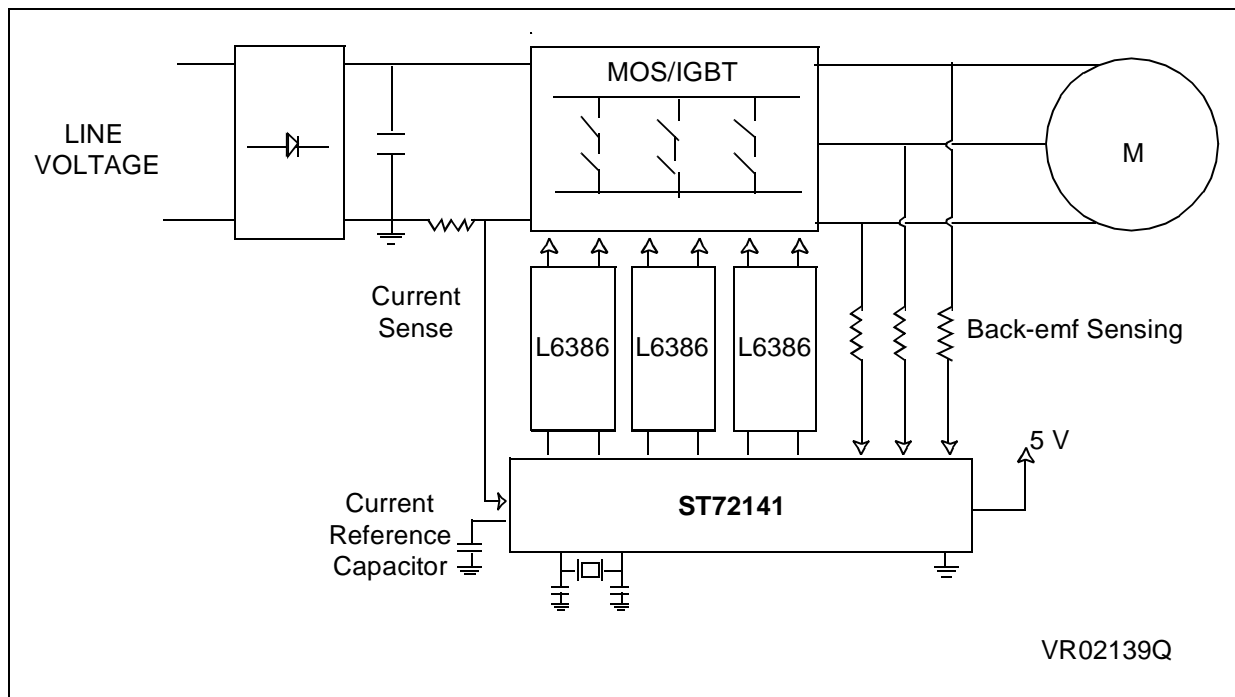 MOS/IGBT
LINE
VOLTAGE
M
Current
Sense
L6386
L6386
L6386
Back-emf Sensing
5 V
ST72141
Current
Reference
Capacitor
VR02139Q